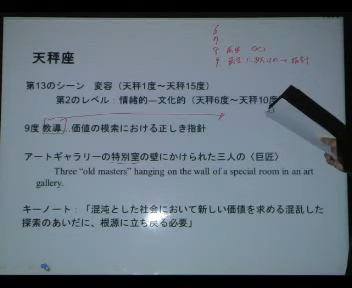 天秤座
第13のシーン 変容（天秤1度〜天秤15度）
第2のレベル：情緒的―文化的（天秤6度〜天秤10度
9度 教導：価値の模索における正しき指針
アートギャラリーの特別室の壁にかけられた三人の〈巨匠〉
Three "old masters" hanging on the wall of a special room in an art
gallery.
キーノート：「混沌とした社会において新しい価値を求める混乱した
探索のあいだに、根源に立ち戻る必要」